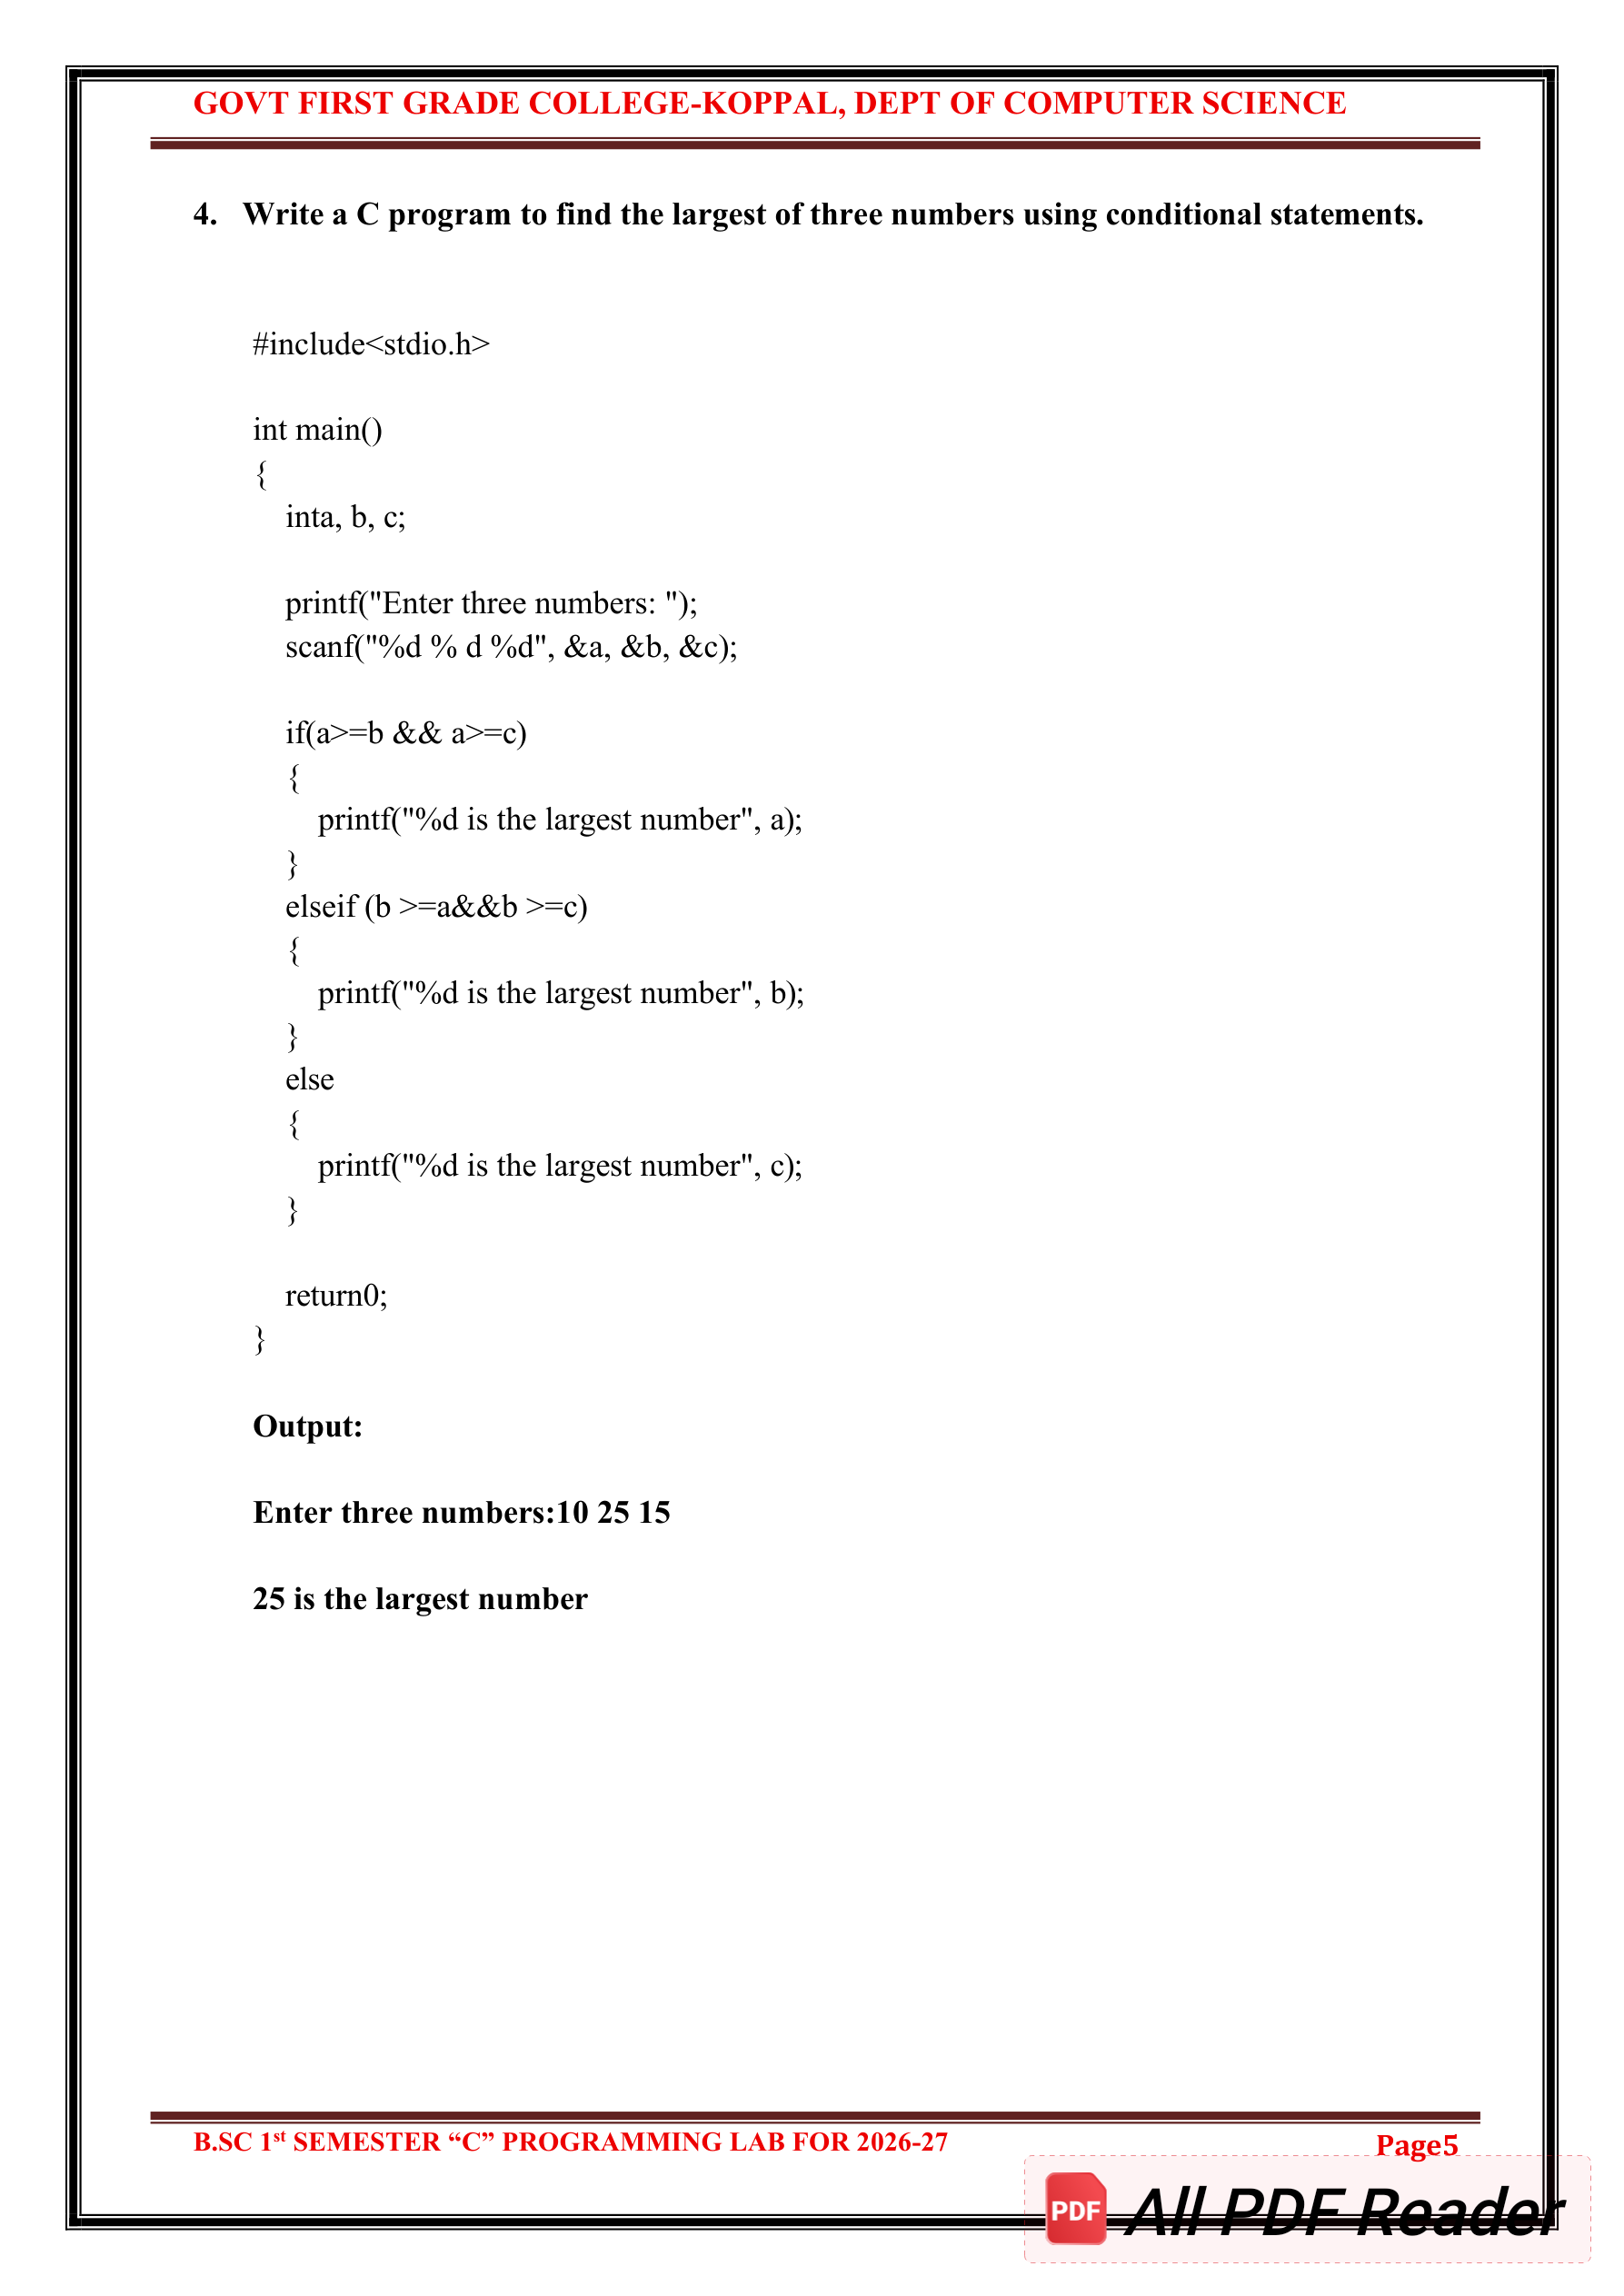 GOVT FIRST GRADE COLLEGE-KOPPAL, DEPT OF COMPUTER SCIENCE
4. Write a C program to find the largest of three numbers using conditional statements.
#include<stdio.h>
int main()
{
inta, b, c;
printf("Enter three numbers: ");
scanf("%d % d %d", &a, &b, &c);
if(a>=b && a>=c)
{
printf("%d is the largest number", a);
}
elseif (b >=a&&b >=c)
{
printf("%d is the largest number", b);
}
else
{
printf("%d is the largest number", c);
}
return0;
}
Output:
Enter three numbers:10 25 15
25 is the largest number
B.SC 1st SEMESTER “C” PROGRAMMING LAB FOR 2026-27
Page5
PDF All PDF Reader